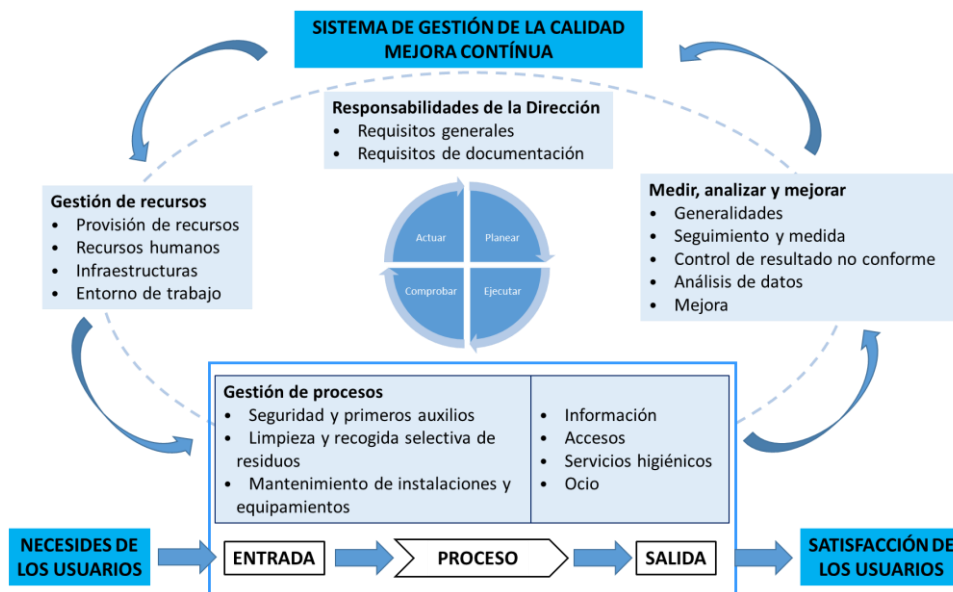 SISTEMA DE GESTIÓN DE LA CALIDAD
MEJORA CONTÍNUA
Responsabilidades de la Dirección
• Requisitos generales
• Requisitos de documentación
Gestión de recursos
• Provisión de recursos
• Recursos humanos
• Infraestructuras
• Entorno de trabajo
Actuar
Planear
Comprobar
Ejecutar
Medir, analizar y mejorar
• Generalidades
• Seguimiento y medida
• Control de resultado no conforme
• Análisis de datos
• Mejora
Gestión de procesos
• Seguridad y primeros auxilios
• Limpieza y recogida selectiva de
residuos
• Mantenimiento de instalaciones y
equipamientos
• Información
• Accesos
• Servicios higiénicos
• Ocio
NECESIDES DE
LOS USUARIOS
ENTRADA
PROCESO
SALIDA
SATISFACCIÓN DE
LOS USUARIOS